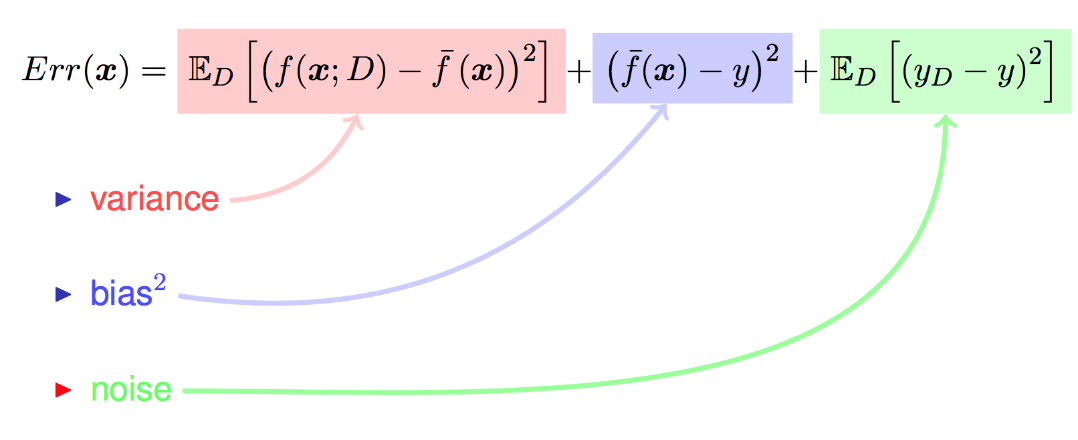 Err(𝒙) = 𝔼_D [(f(𝒙; D) − f̄ (𝒙))²] + (f̄(𝒙) − y)² + 𝔼_D [(y_D − y)²]
▶ variance
▶ bias²
▶ noise